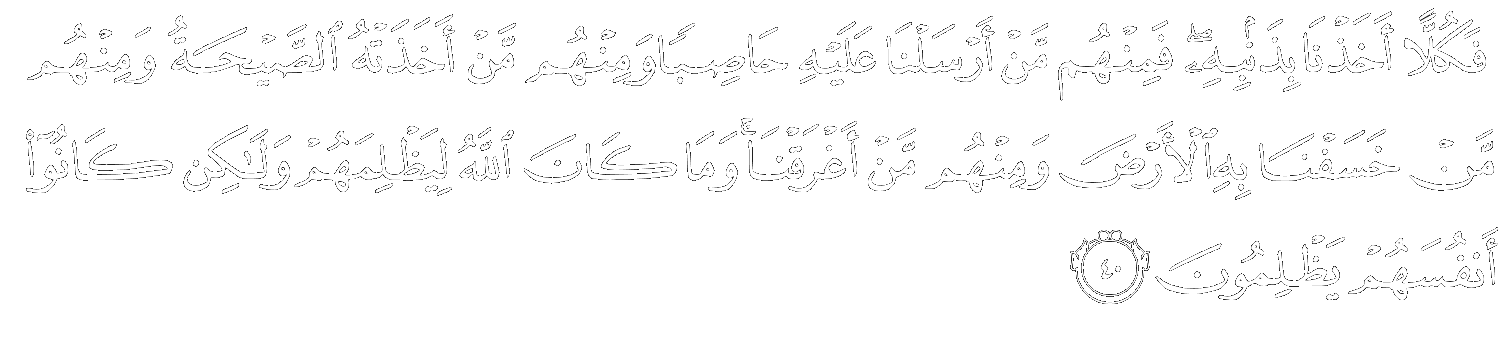 فَكُلًّا أَخَذْنَا بِذَنۢبِهِۦ ۖ فَمِنْهُم مَّنْ أَرْسَلْنَا عَلَيْهِ حَاصِبًا وَمِنْهُم مَّنْ أَخَذَتْهُ ٱلصَّيْحَةُ وَمِنْهُم
مَّنْ خَسَفْنَا بِهِ ٱلْأَرْضَ وَمِنْهُم مَّنْ أَغْرَقْنَا ۚ وَمَا كَانَ ٱللَّهُ لِيَظْلِمَهُمْ وَلَـٰكِن كَانُوٓا۟
أَنفُسَهُمْ يَظْلِمُونَ ٤٠